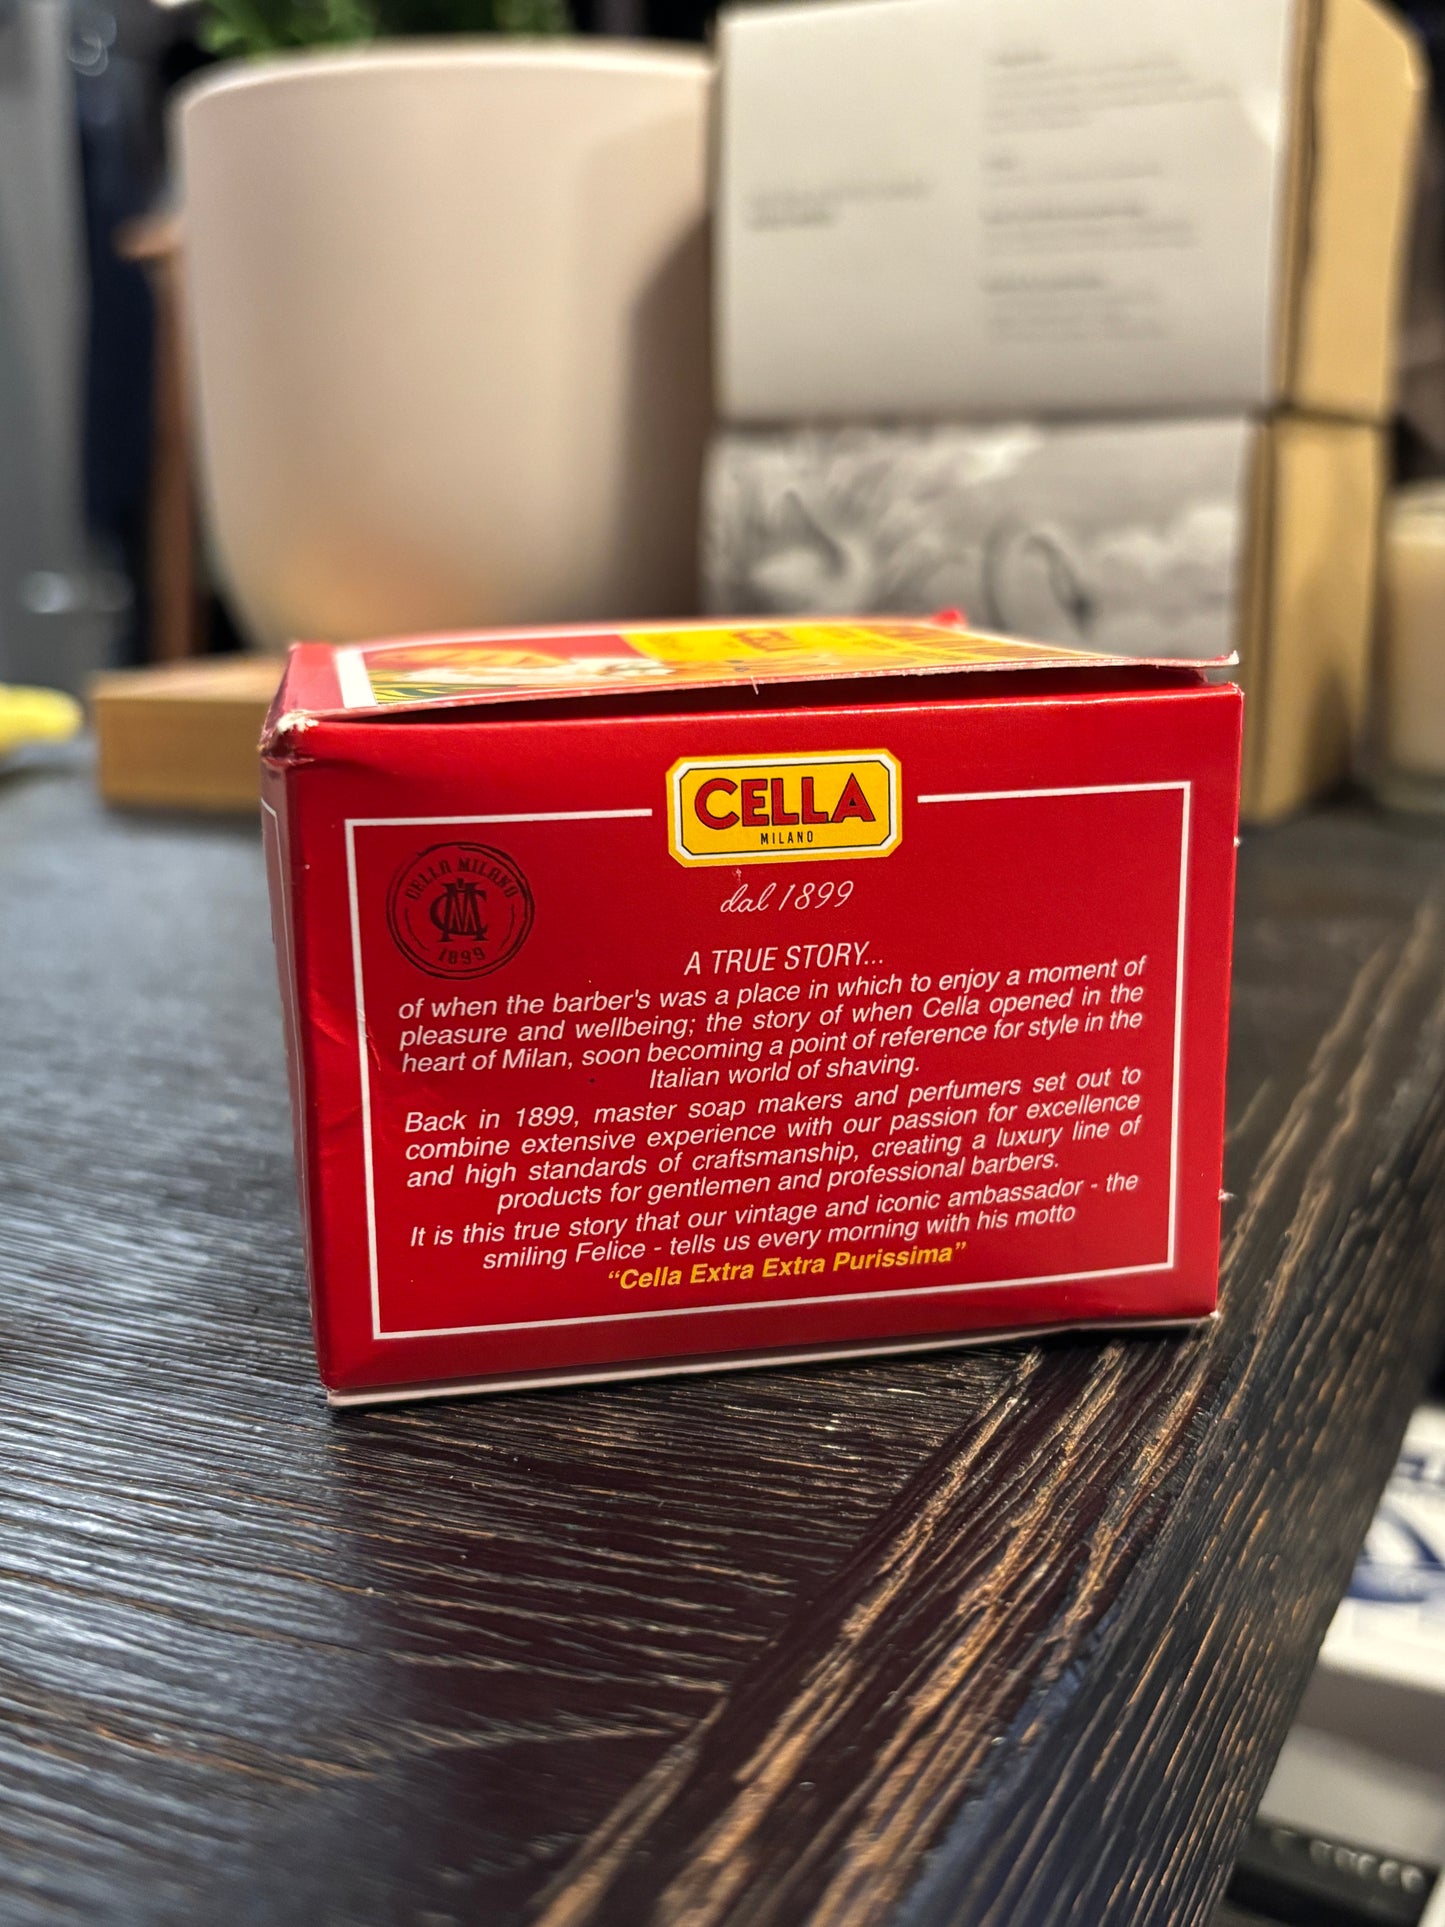 CELLA
MILANO
dal 1899
CELLA MILANO
CM
1899
A TRUE STORY...
of when the barber's was a place in which to enjoy a moment of
pleasure and wellbeing; the story of when Cella opened in the
heart of Milan, soon becoming a point of reference for style in the
Italian world of shaving.
Back in 1899, master soap makers and perfumers set out to
combine extensive experience with our passion for excellence
and high standards of craftsmanship, creating a luxury line of
products for gentlemen and professional barbers.
It is this true story that our vintage and iconic ambassador - the
smiling Felice - tells us every morning with his motto
“Cella Extra Extra Purissima”